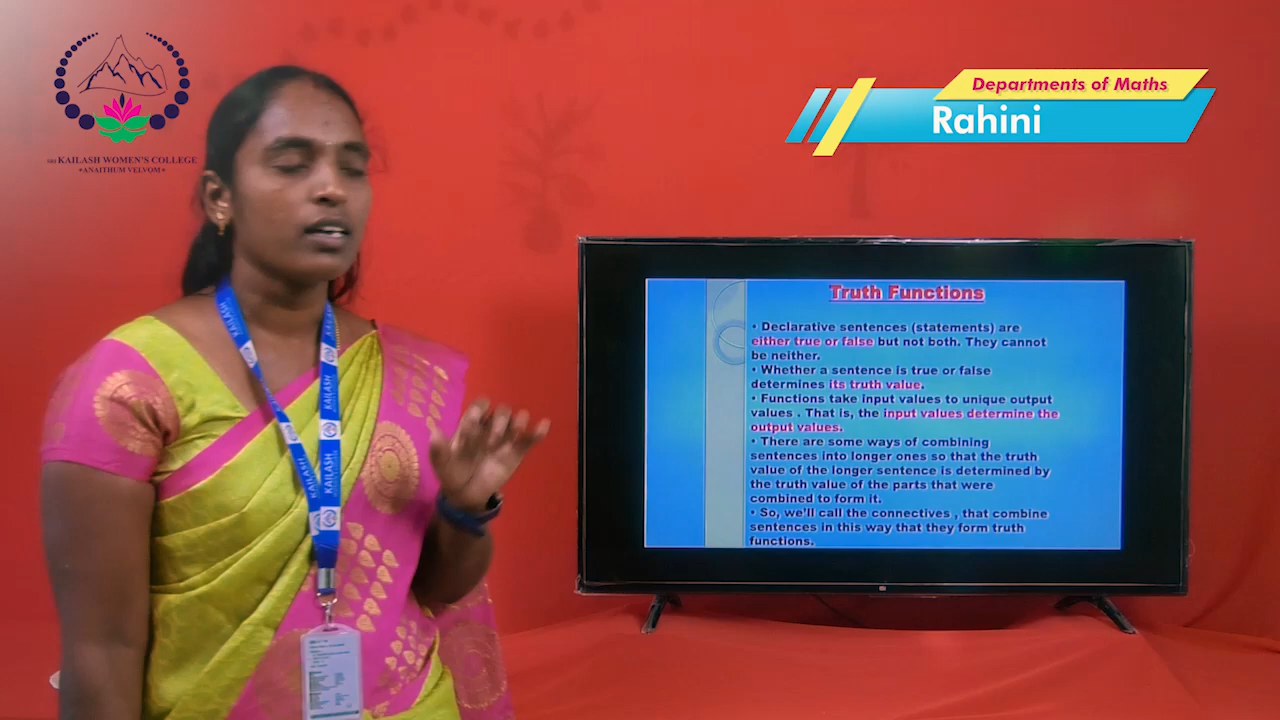 SRI KAILASH WOMEN'S COLLEGE
•ANAITHUM VELVOM•
Departments of Maths
Rahini
Truth Functions
• Declarative sentences (statements) are
either true or false but not both. They cannot
be neither.
• Whether a sentence is true or false
determines its truth value.
• Functions take input values to unique output
values . That is, the input values determine the
output values.
• There are some ways of combining
sentences into longer ones so that the truth
value of the longer sentence is determined by
the truth value of the parts that were
combined to form it.
• So, we'll call the connectives , that combine
sentences in this way that they form truth
functions.
KAILASH
KAILASH
KAILASH